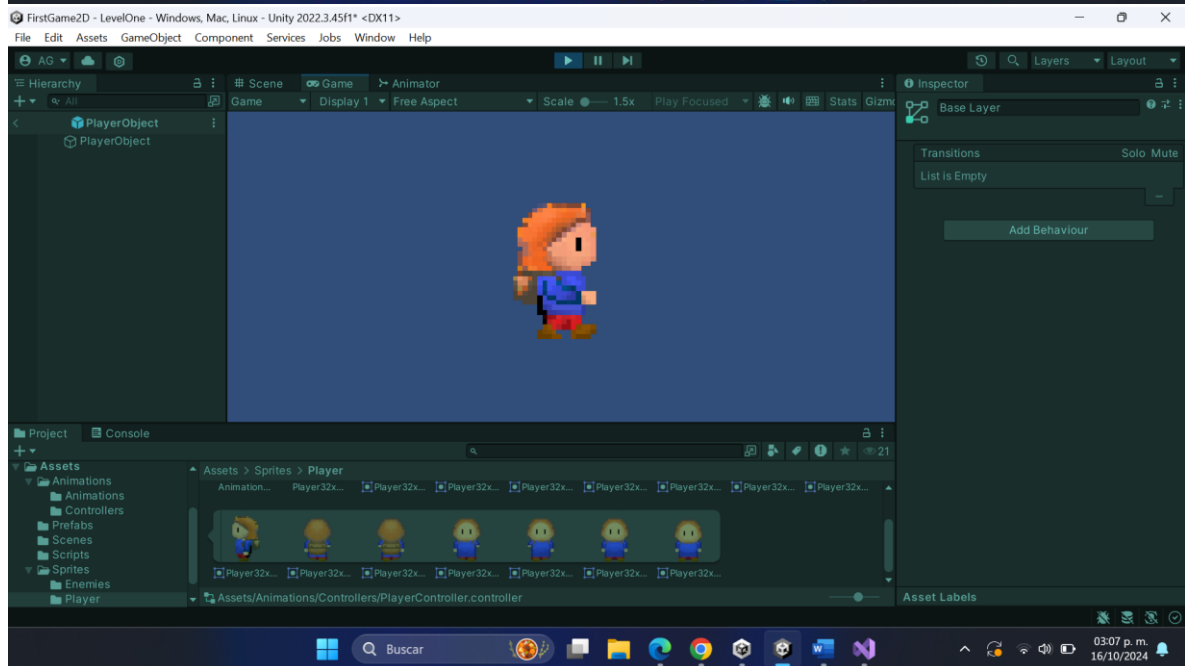 FirstGame2D - LevelOne - Windows, Mac, Linux - Unity 2022.3.45f1* <DX11>
File Edit Assets GameObject Component Services Jobs Window Help
AG Layers Layout
Hierarchy # Scene Game Animator Inspector
All Game Display 1 Free Aspect Scale 1.5x Play Focused Stats Gizmo Base Layer
PlayerObject
PlayerObject
Transitions Solo Mute
List is Empty
Add Behaviour
Project Console
21
Assets
Assets > Sprites > Player
Animations
Animation... Player32x... Player32x... Player32x... Player32x... Player32x... Player32x... Player32x... Player32x...
Animations
Controllers
Prefabs
Scenes
Scripts
Sprites
Player32x... Player32x... Player32x... Player32x... Player32x... Player32x... Player32x...
Enemies
Player
Assets/Animations/Controllers/PlayerController.controller
Asset Labels
Buscar
03:07 p. m.
16/10/2024